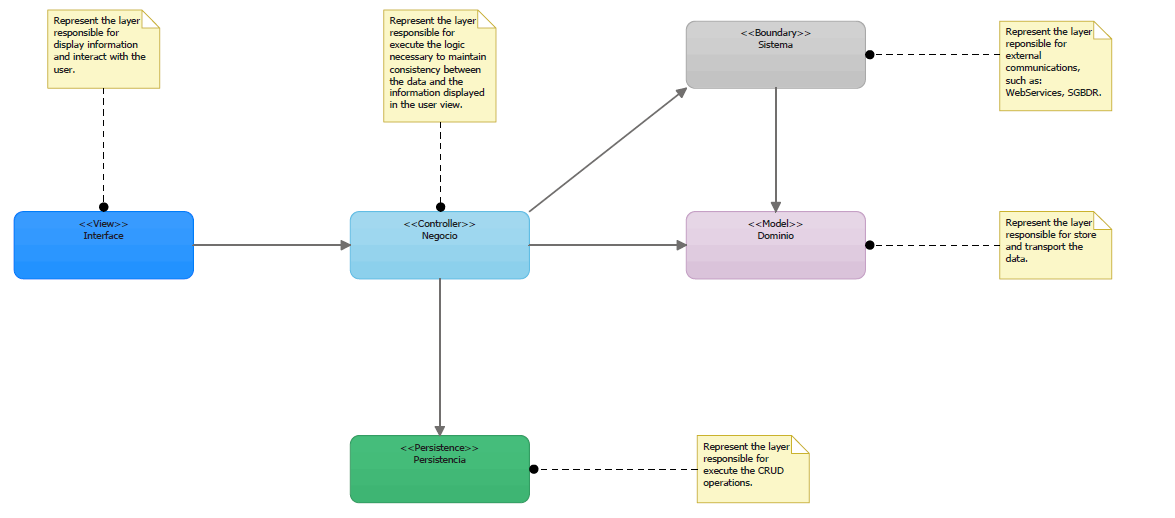 Represent the layer
responsible for
display information
and interact with the
user.
Represent the layer
responsible for
execute the logic
necessary to maintain
consistency between
the data and the
information displayed
in the user view.
<<Boundary>>
Sistema
Represent the layer
reponsible for
external
communications,
such as:
WebServices, SGBDR.
<<View>>
Interface
<<Controller>>
Negocio
<<Model>>
Dominio
Represent the layer
responsible for store
and transport the
data.
<<Persistence>>
Persistencia
Represent the layer
responsible for
execute the CRUD
operations.